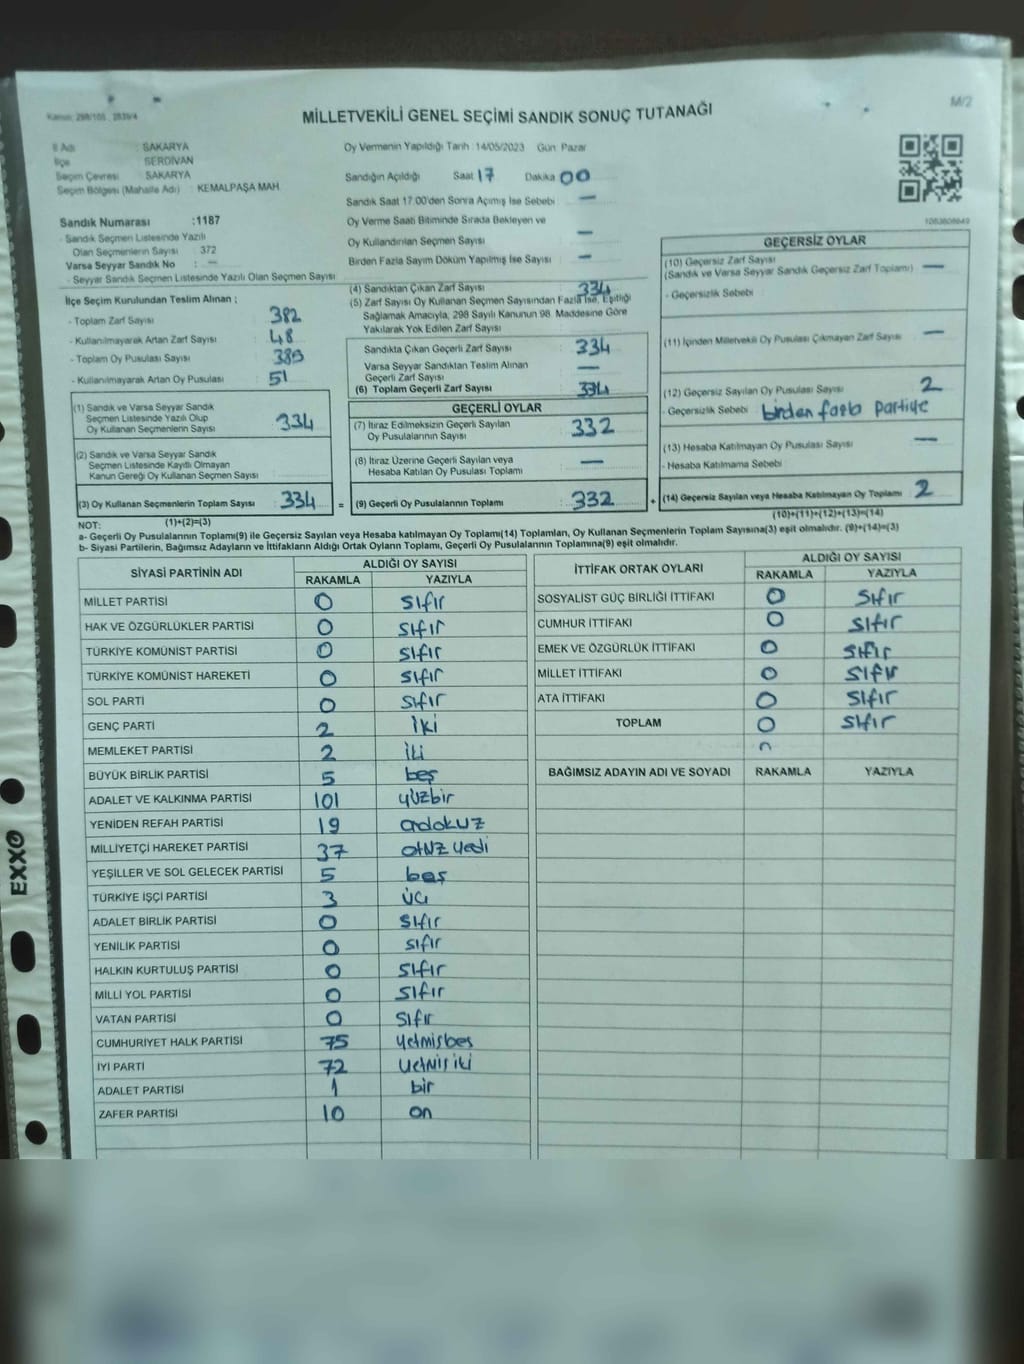 Kanun: 298/105 , 2839/4
MİLLETVEKİLİ GENEL SEÇİMİ SANDIK SONUÇ TUTANAĞI
M/2
İl Adı : SAKARYA
İlçe : SERDİVAN
Seçim Çevresi : SAKARYA
Seçim Bölgesi (Mahalle Adı) : KEMALPAŞA MAH
Oy Vermenin Yapıldığı Tarih :14/05/2023 Gün: Pazar
Sandığın Açıldığı Saat 17 Dakika 00
Sandık Saat 17:00'den Sonra Açımış İse Sebebi : —
Oy Verme Saati Bitiminde Sırada Bekleyen ve
Oy Kullandırılan Seçmen Sayısı : —
Birden Fazla Sayım Döküm Yapılmış İse Sayısı : —
Sandık Numarası :1187
- Sandık Seçmen Listesinde Yazılı
Olan Seçmenlerin Sayısı : 372
Varsa Seyyar Sandık No : —
- Seyyar Sandık Seçmen Listesinde Yazılı Olan Seçmen Sayısı :
İlçe Seçim Kurulundan Teslim Alınan ;
- Toplam Zarf Sayısı : 382
- Kullanılmayarak Artan Zarf Sayısı : 48
- Toplam Oy Pusulası Sayısı : 385
- Kullanılmayarak Artan Oy Pusulası : 51
(1) Sandık ve Varsa Seyyar Sandık
Seçmen Listesinde Yazılı Olup
Oy Kullanan Seçmenlerin Sayısı : 334
(2) Sandık ve Varsa Seyyar Sandık
Seçmen Listesinde Kayıtlı Olmayan
Kanun Gereği Oy Kullanan Seçmen Sayısı :
(3) Oy Kullanan Seçmenlerin Toplam Sayısı : 334 =
(1)+(2)=(3)
(4) Sandıktan Çıkan Zarf Sayısı : 334
(5) Zarf Sayısı Oy Kullanan Seçmen Sayısından Fazla İse, Eşitliği
Sağlamak Amacıyla, 298 Sayılı Kanunun 98. Maddesine Göre
Yakılarak Yok Edilen Zarf Sayısı :
Sandıkta Çıkan Geçerli Zarf Sayısı : 334
Varsa Seyyar Sandıktan Teslim Alınan
Geçerli Zarf Sayısı : —
(6) Toplam Geçerli Zarf Sayısı : 334
GEÇERLİ OYLAR
(7) İtiraz Edilmeksizin Geçerli Sayılan
Oy Pusulalarının Sayısı : 332
(8) İtiraz Üzerine Geçerli Sayılan veya
Hesaba Katılan Oy Pusulası Toplamı : —
(9) Geçerli Oy Pusulalarının Toplamı : 332 +
1083608649
GEÇERSİZ OYLAR
(10) Geçersiz Zarf Sayısı
(Sandık ve Varsa Seyyar Sandık Geçersiz Zarf Toplamı) : —
- Geçersizlik Sebebi :
(11) İçinden Milletvekili Oy Pusulası Çıkmayan Zarf Sayısı : —
(12) Geçersiz Sayılan Oy Pusulası Sayısı : 2
- Geçersizlik Sebebi : birden fazla partiye
(13) Hesaba Katılmayan Oy Pusulası Sayısı : —
- Hesaba Katılmama Sebebi :
(14) Geçersiz Sayılan veya Hesaba Katılmayan Oy Toplamı : 2
(10)+(11)+(12)+(13)=(14)
NOT:
a- Geçerli Oy Pusulalarının Toplamı(9) ile Geçersiz Sayılan veya Hesaba katılmayan Oy Toplamı(14) Toplamları, Oy Kullanan Seçmenlerin Toplam Sayısına(3) eşit olmalıdır. (9)+(14)=(3)
b- Siyasi Partilerin, Bağımsız Adayların ve İttifakların Aldığı Ortak Oyların Toplamı, Geçerli Oy Pusulalarının Toplamına(9) eşit olmalıdır.
SİYASİ PARTİNİN ADI ALDIĞI OY SAYISI
RAKAMLA YAZIYLA
MİLLET PARTİSİ 0 sıfır
HAK VE ÖZGÜRLÜKLER PARTİSİ 0 sıfır
TÜRKİYE KOMÜNİST PARTİSİ 0 sıfır
TÜRKİYE KOMÜNİST HAREKETİ 0 sıfır
SOL PARTİ 0 sıfır
GENÇ PARTİ 2 iki
MEMLEKET PARTİSİ 2 iki
BÜYÜK BİRLİK PARTİSİ 5 beş
ADALET VE KALKINMA PARTİSİ 101 yüzbir
YENİDEN REFAH PARTİSİ 19 ondokuz
MİLLİYETÇİ HAREKET PARTİSİ 37 otuz yedi
YEŞİLLER VE SOL GELECEK PARTİSİ 5 beş
TÜRKİYE İŞÇİ PARTİSİ 3 üç
ADALET BİRLİK PARTİSİ 0 sıfır
YENİLİK PARTİSİ 0 sıfır
HALKIN KURTULUŞ PARTİSİ 0 sıfır
MİLLİ YOL PARTİSİ 0 sıfır
VATAN PARTİSİ 0 sıfır
CUMHURİYET HALK PARTİSİ 75 yetmişbeş
İYİ PARTİ 72 yetmiş iki
ADALET PARTİSİ 1 bir
ZAFER PARTİSİ 10 on
İTTİFAK ORTAK OYLARI ALDIĞI OY SAYISI
RAKAMLA YAZIYLA
SOSYALİST GÜÇ BİRLİĞİ İTTİFAKI 0 sıfır
CUMHUR İTTİFAKI 0 sıfır
EMEK VE ÖZGÜRLÜK İTTİFAKI 0 sıfır
MİLLET İTTİFAKI 0 sıfır
ATA İTTİFAKI 0 sıfır
TOPLAM 0 sıfır
BAĞIMSIZ ADAYIN ADI VE SOYADI RAKAMLA YAZIYLA
EXXO